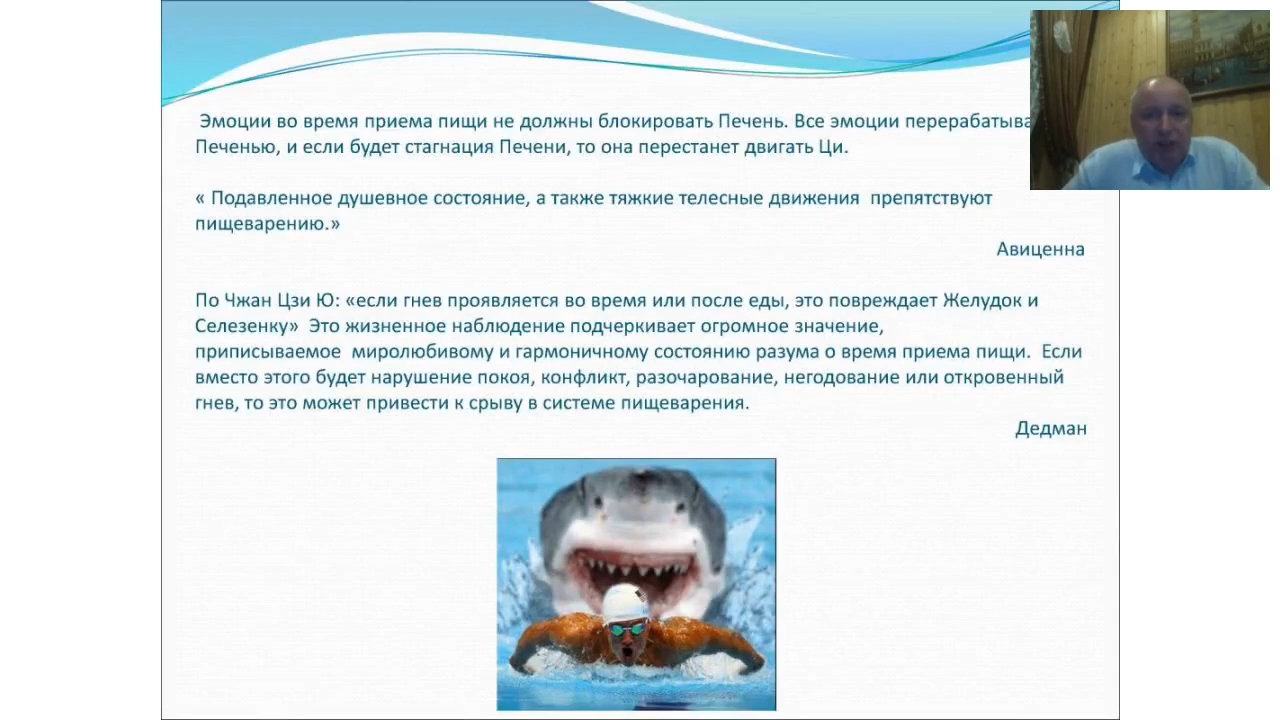 Эмоции во время приема пищи не должны блокировать Печень. Все эмоции
Печенью, и если будет стагнация Печени, то она перестанет двигать Ци.
« Подавленное душевное состояние, а также тяжкие телесные движения препятствуют
пищеварению.»
Авиценна
По Чжан Цзи Ю: «если гнев проявляется во время или после еды, это повреждает Желудок и
Селезенку» Это жизненное наблюдение подчеркивает огромное значение,
приписываемое миролюбивому и гармоничному состоянию разума о время приема пищи. Если
вместо этого будет нарушение покоя, конфликт, разочарование, негодование или откровенный
гнев, то это может привести к срыву в системе пищеварения.
Дедман